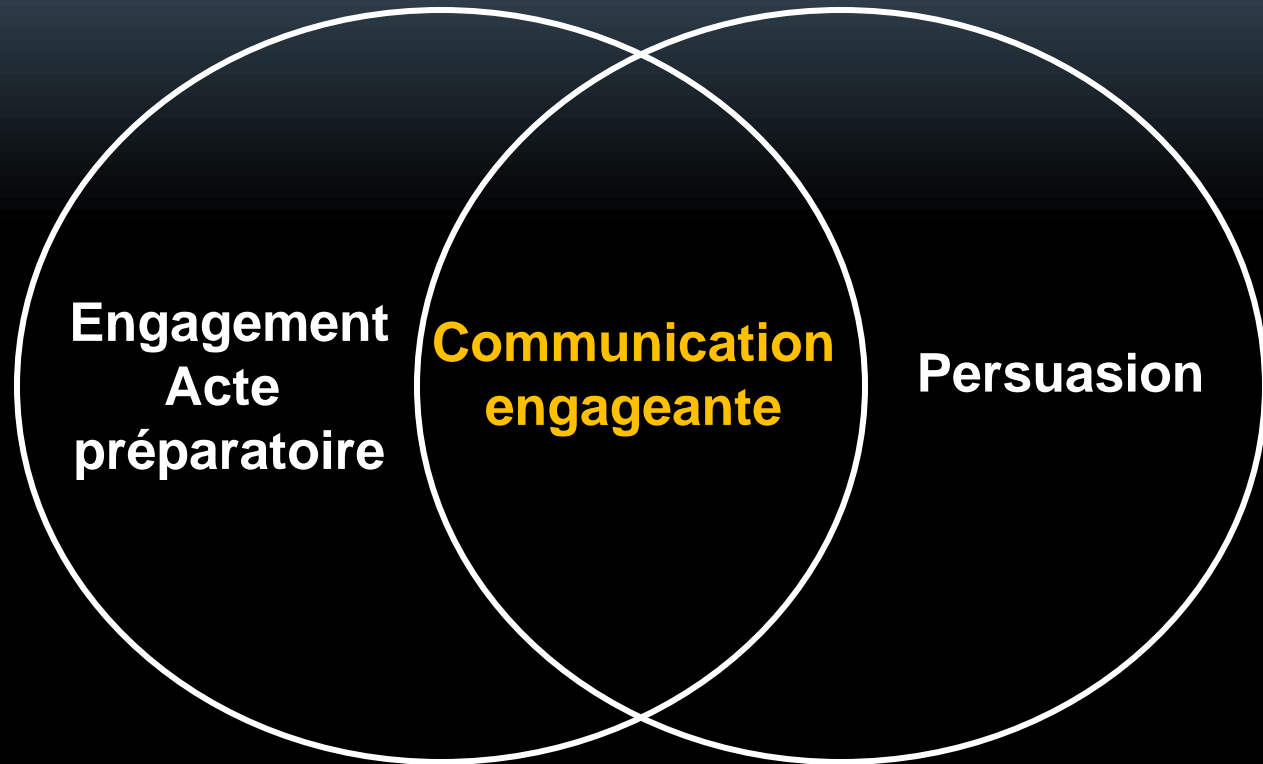 Engagement
Acte
préparatoire
Communication
engageante
Persuasion